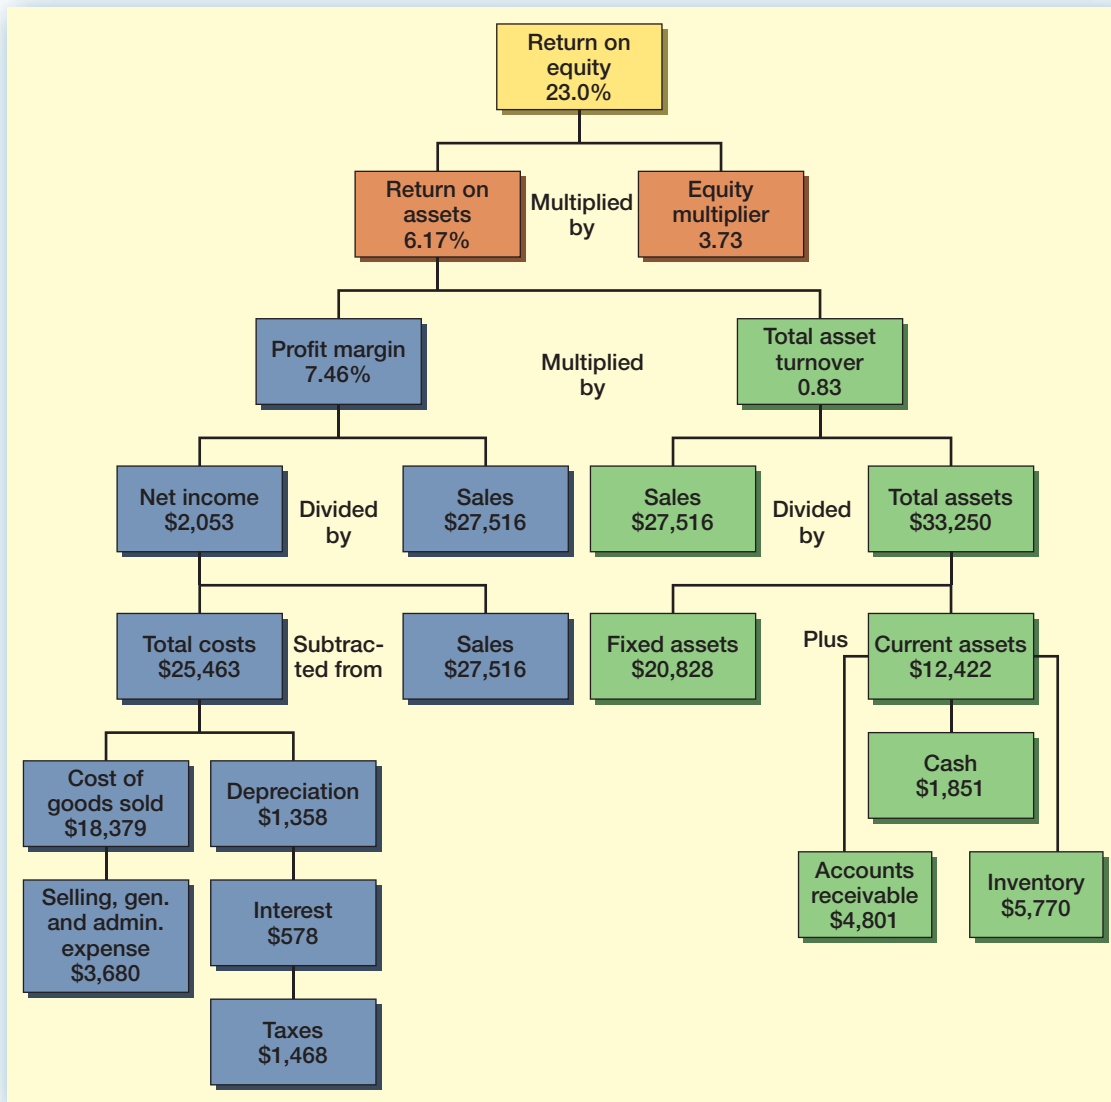 Return on
equity
23.0%
Return on
assets
6.17%
Multiplied
by
Equity
multiplier
3.73
Profit margin
7.46%
Multiplied
by
Total asset
turnover
0.83
Net income
$2,053
Divided
by
Sales
$27,516
Sales
$27,516
Divided
by
Total assets
$33,250
Total costs
$25,463
Subtrac-
ted from
Sales
$27,516
Fixed assets
$20,828
Plus
Current assets
$12,422
Cost of
goods sold
$18,379
Depreciation
$1,358
Cash
$1,851
Selling, gen.
and admin.
expense
$3,680
Interest
$578
Accounts
receivable
$4,801
Inventory
$5,770
Taxes
$1,468